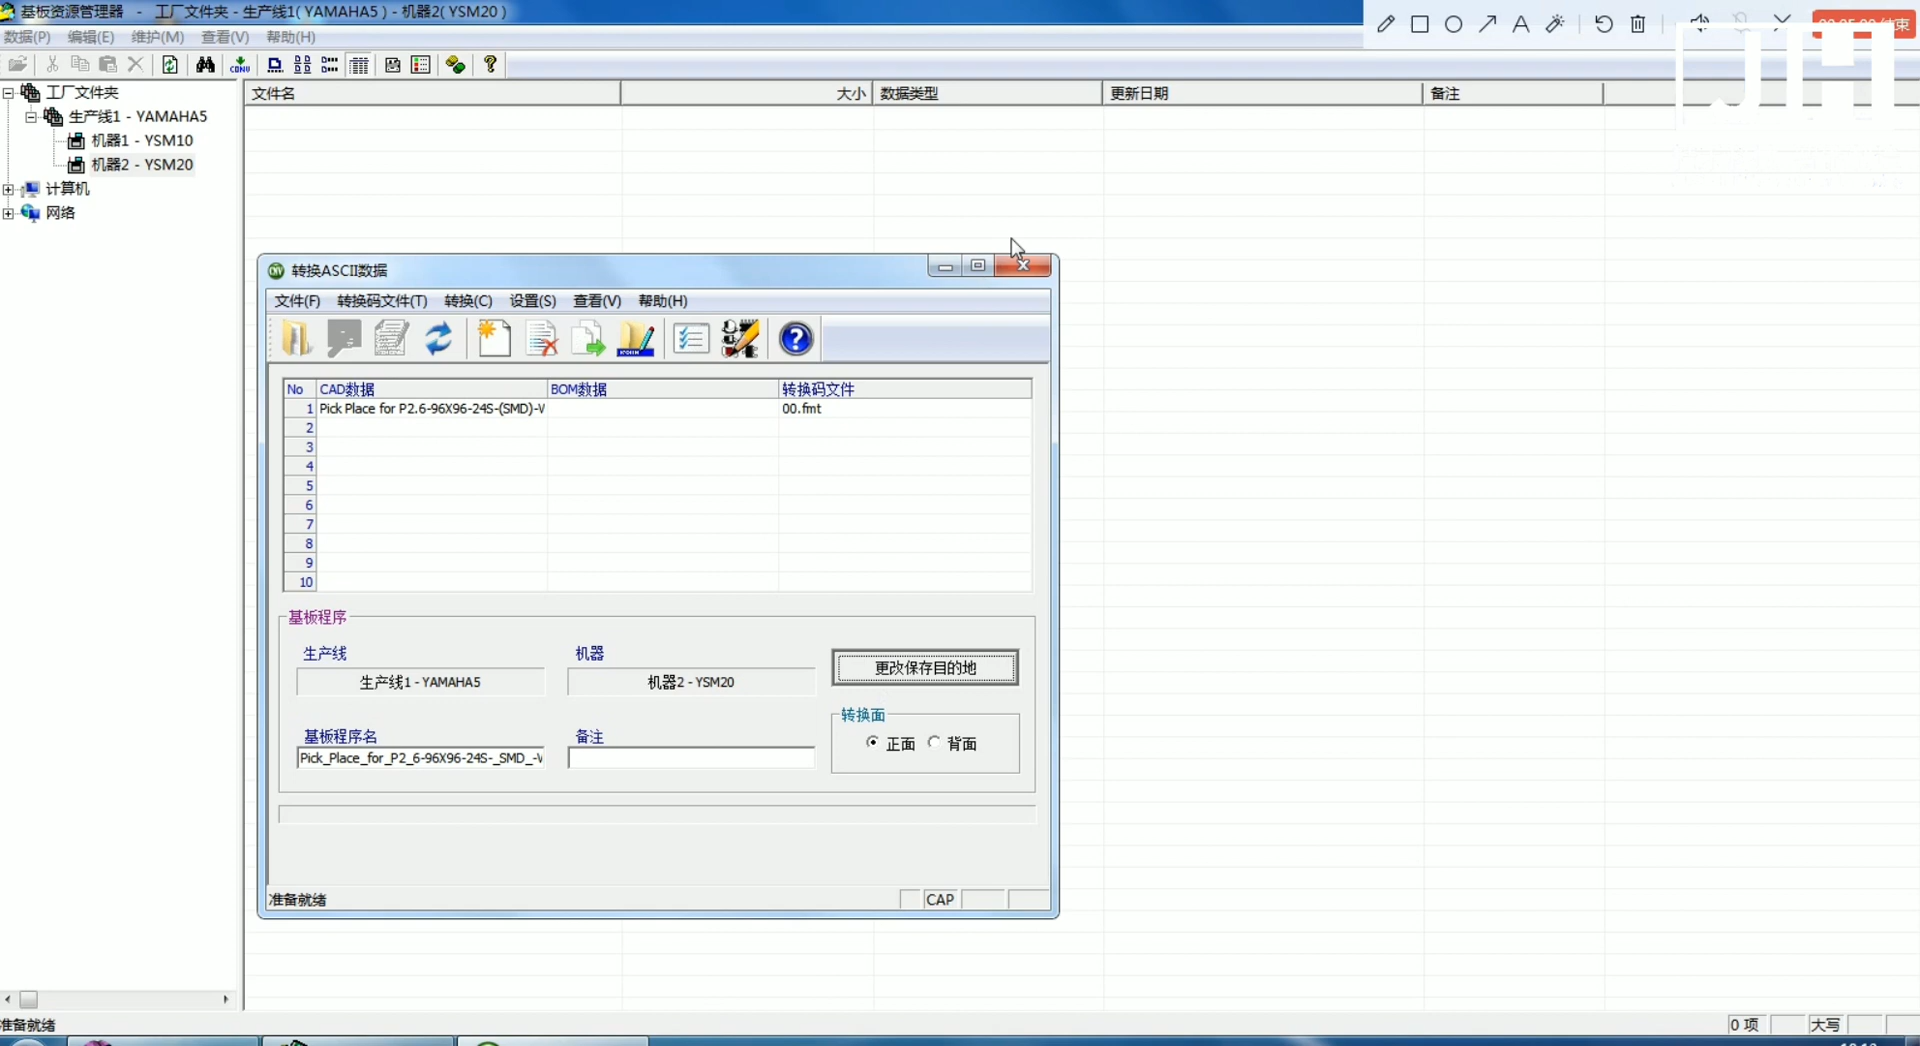 基板资源管理器 - 工厂文件夹 - 生产线1( YAMAHA5 ) - 机器2( YSM20 )
数据(P) 编辑(E) 维护(M) 查看(V) 帮助(H)
CONV
工厂文件夹
生产线1 - YAMAHA5
机器1 - YSM10
机器2 - YSM20
计算机
网络
文件名 大小 数据类型 更新日期 备注
转换ASCII数据
文件(F) 转换码文件(T) 转换(C) 设置(S) 查看(V) 帮助(H)
No CAD数据 BOM数据 转换码文件
1 Pick Place for P2.6-96X96-24S-(SMD)-V 00.fmt
2
3
4
5
6
7
8
9
10
基板程序
生产线 机器
生产线1 - YAMAHA5 机器2 - YSM20 更改保存目的地
转换面
正面 背面
基板程序名 备注
Pick_Place_for_P2_6-96X96-24S-_SMD_-V
准备就绪 CAP
准备就绪 0 项 大写